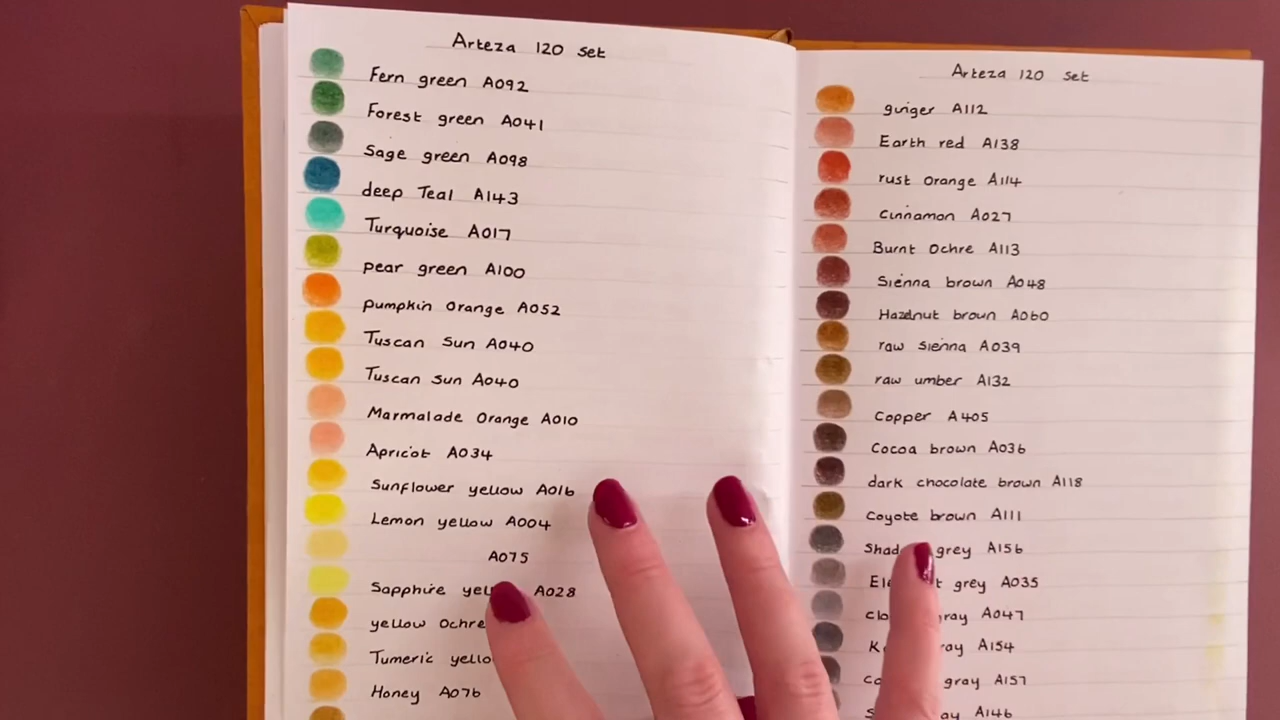 Arteza 120 set
Fern green A092
Forest green A041
Sage green A098
deep Teal A143
Turquoise A017
pear green A100
pumpkin Orange A052
Tuscan Sun A040
Tuscan Sun A040
Marmalade Orange A010
Apricot A034
Sunflower yellow A016
Lemon yellow A004
A075
Sapphire A028
yellow Ochre
Tumeric
Honey A076
Arteza 120 set
ginger A112
Earth red A138
rust Orange A114
Cinnamon A027
Burnt Ochre A113
Sienna brown A048
Hazelnut brown A060
raw Sienna A039
raw umber A132
Copper A405
Cocoa brown A036
dark chocolate brown A118
Coyote brown A111
grey A156
grey A035
A047
A154
gray A157
A146